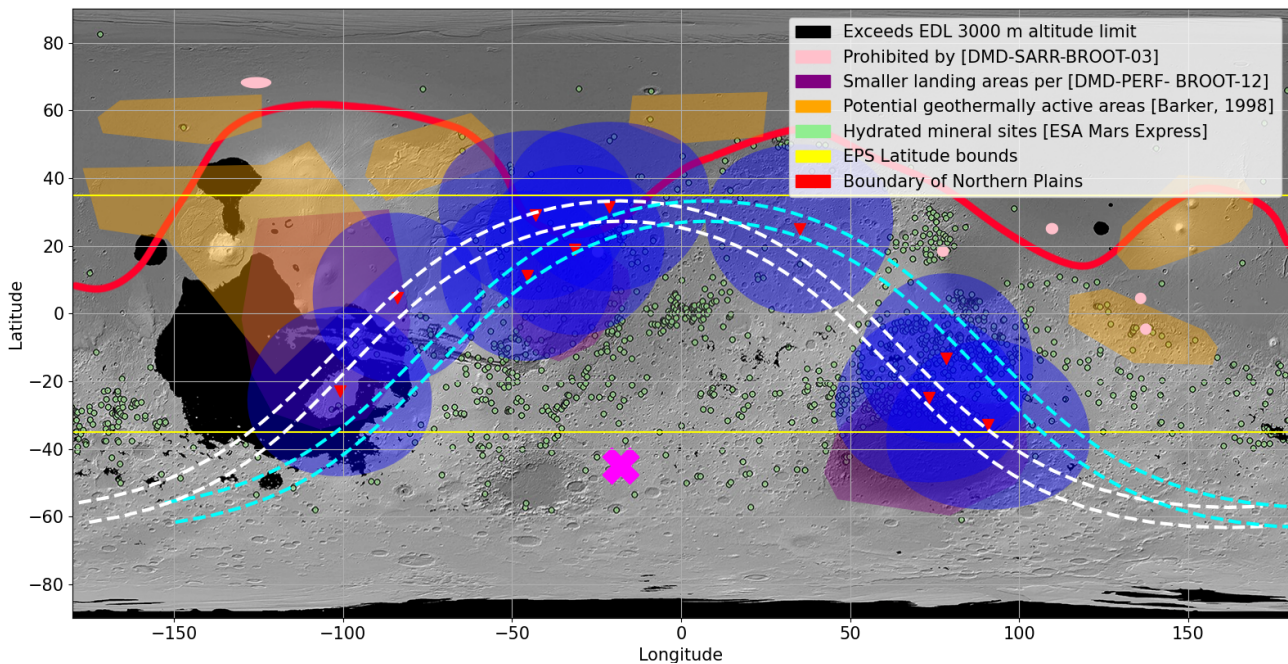 Exceeds EDL 3000 m altitude limit
Prohibited by [DMD-SARR-BROOT-03]
Smaller landing areas per [DMD-PERF- BROOT-12]
Potential geothermally active areas [Barker, 1998]
Hydrated mineral sites [ESA Mars Express]
EPS Latitude bounds
Boundary of Northern Plains
80
60
40
20
0
−20
−40
−60
−80
Latitude
−150
−100
−50
0
50
100
150
Longitude